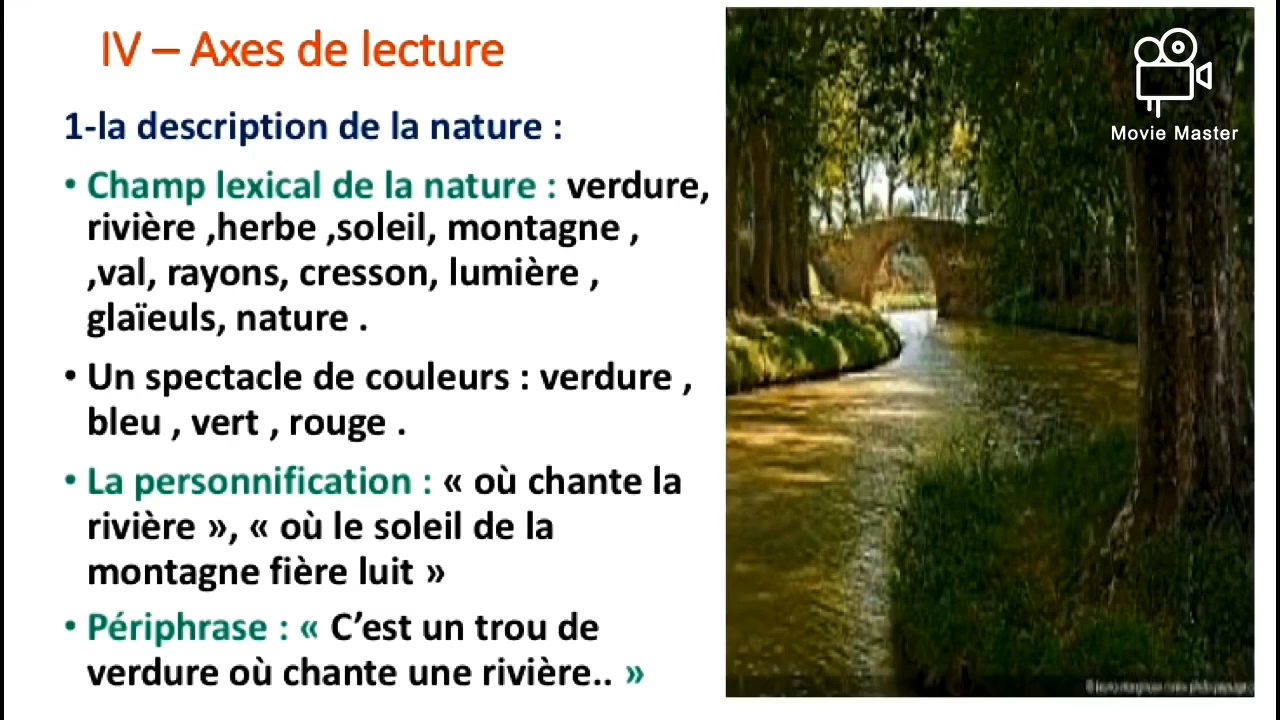 IV – Axes de lecture
1-la description de la nature :
• Champ lexical de la nature : verdure,
rivière ,herbe ,soleil, montagne ,
,val, rayons, cresson, lumière ,
glaïeuls, nature .
• Un spectacle de couleurs : verdure ,
bleu , vert , rouge .
• La personnification : « où chante la
rivière », « où le soleil de la
montagne fière luit »
• Périphrase : « C’est un trou de
verdure où chante une rivière.. »
Movie Master